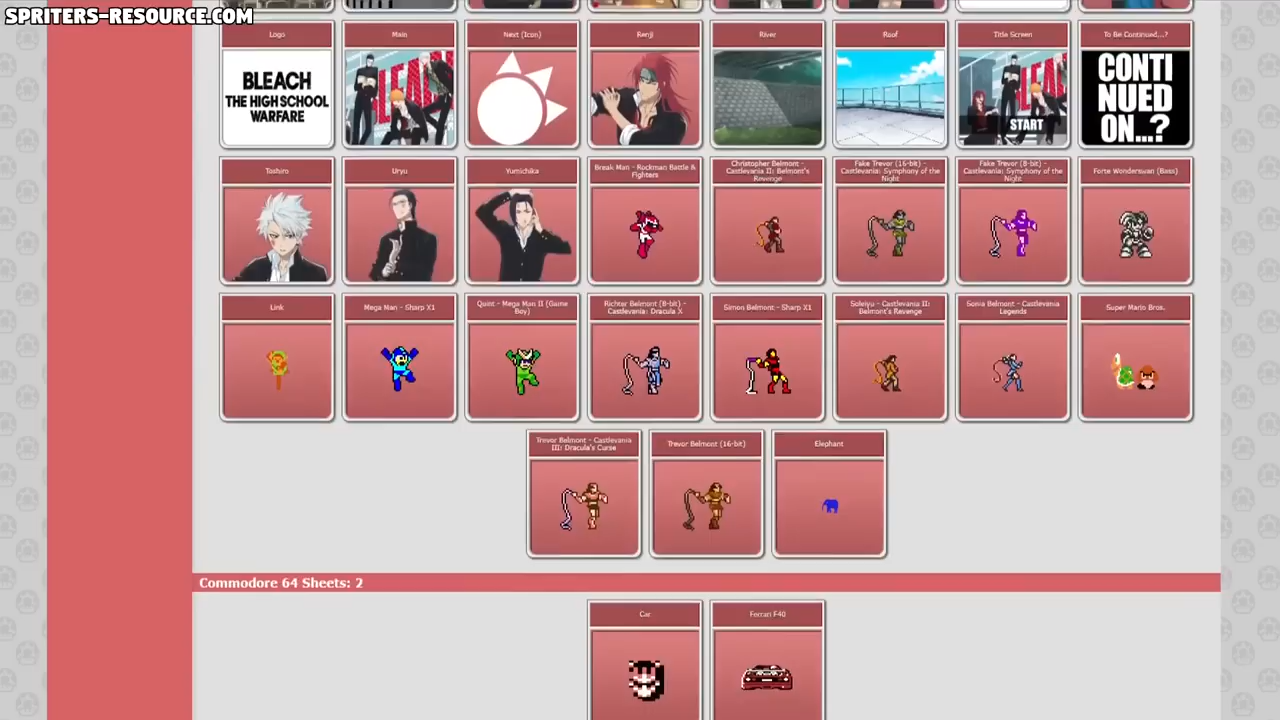 SPRITERS-RESOURCE.COM
Logo
Main
Next (Icon)
Renji
River
Roof
Title Screen
To Be Continued...?
BLEACH
THE HIGH SCHOOL
WARFARE
START
CONTI
NUED
ON...?
Toshiro
Uryu
Yumichika
Break Man - Rockman Battle &
Fighters
Christopher Belmont -
Castlevania II: Belmont's
Revenge
Fake Trevor (16-bit) -
Castlevania: Symphony of the
Night
Fake Trevor (8-bit) -
Castlevania: Symphony of the
Night
Forte Wonderswan (Bass)
Link
Mega Man - Sharp X1
Quint - Mega Man II (Game
Boy)
Richter Belmont (8-bit) -
Castlevania: Dracula X
Simon Belmont - Sharp X1
Soleiyu - Castlevania II:
Belmont's Revenge
Sonia Belmont - Castlevania
Legends
Super Mario Bros.
Trevor Belmont - Castlevania
III: Dracula's Curse
Trevor Belmont (16-bit)
Elephant
Commodore 64 Sheets: 2
Car
Ferrari F40